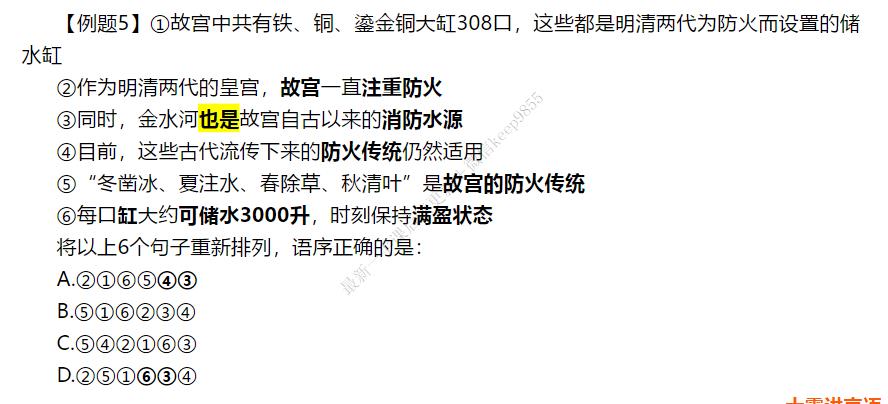 【例题5】①故宫中共有铁、铜、鎏金铜大缸308口，这些都是明清两代为防火而设置的储
水缸
②作为明清两代的皇宫，故宫一直注重防火
③同时，金水河也是故宫自古以来的消防水源
④目前，这些古代流传下来的防火传统仍然适用
⑤“冬凿冰、夏注水、春除草、秋清叶”是故宫的防火传统
⑥每口缸大约可储水3000升，时刻保持满盈状态
将以上6个句子重新排列，语序正确的是：
A.②①⑥⑤④③
B.⑤①⑥②③④
C.⑤④②①⑥③
D.②⑤①⑥③④